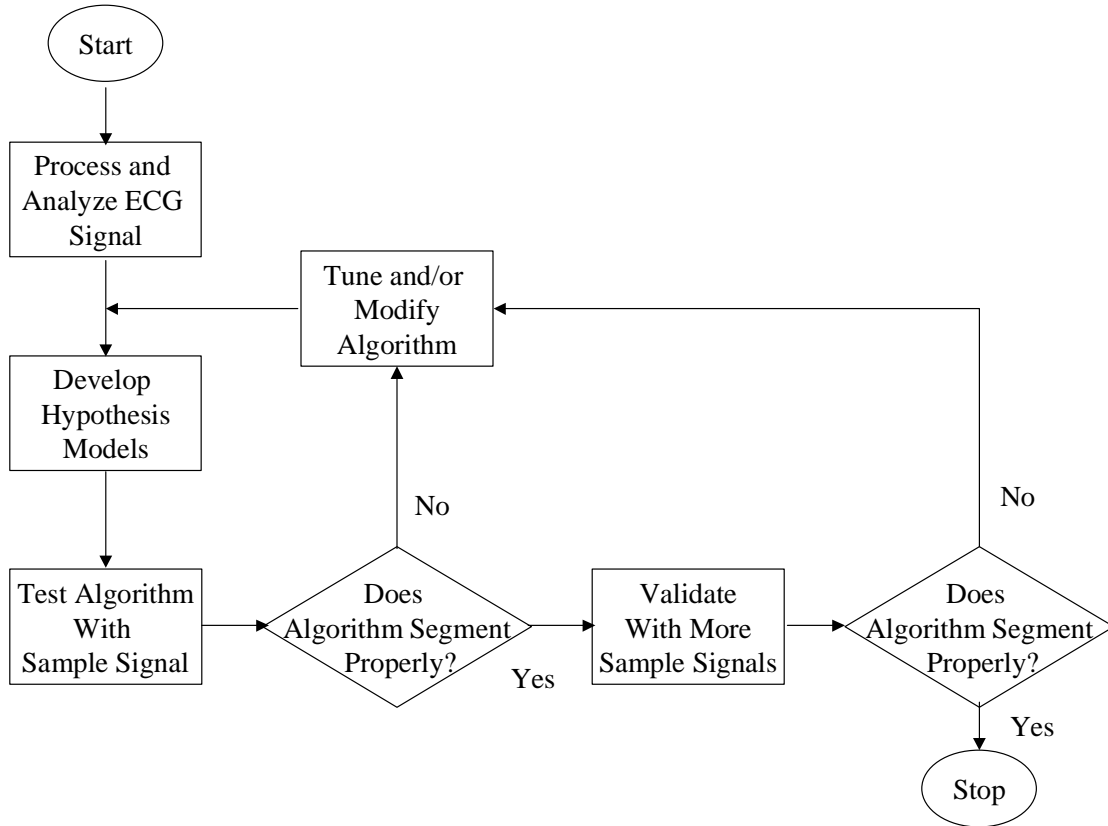 Start
Process and
Analyze ECG
Signal
Tune and/or
Modify
Algorithm
Develop
Hypothesis
Models
No
No
Test Algorithm
With
Sample Signal
Does
Algorithm Segment
Properly?
Yes
Validate
With More
Sample Signals
Does
Algorithm Segment
Properly?
Yes
Stop